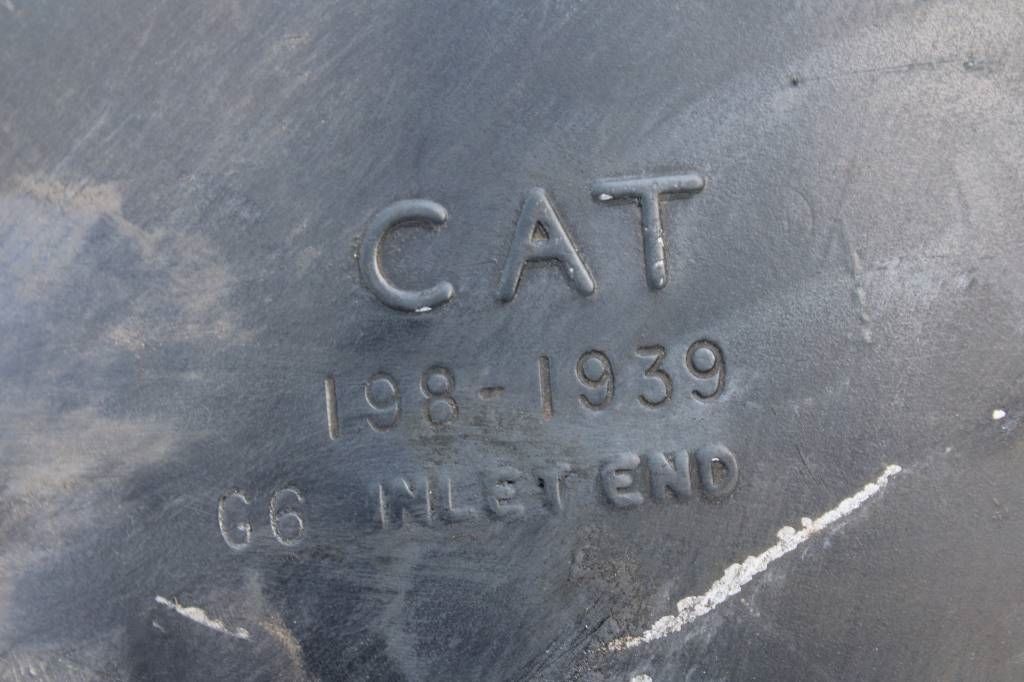 CAT
198-1939
G6 INLET END